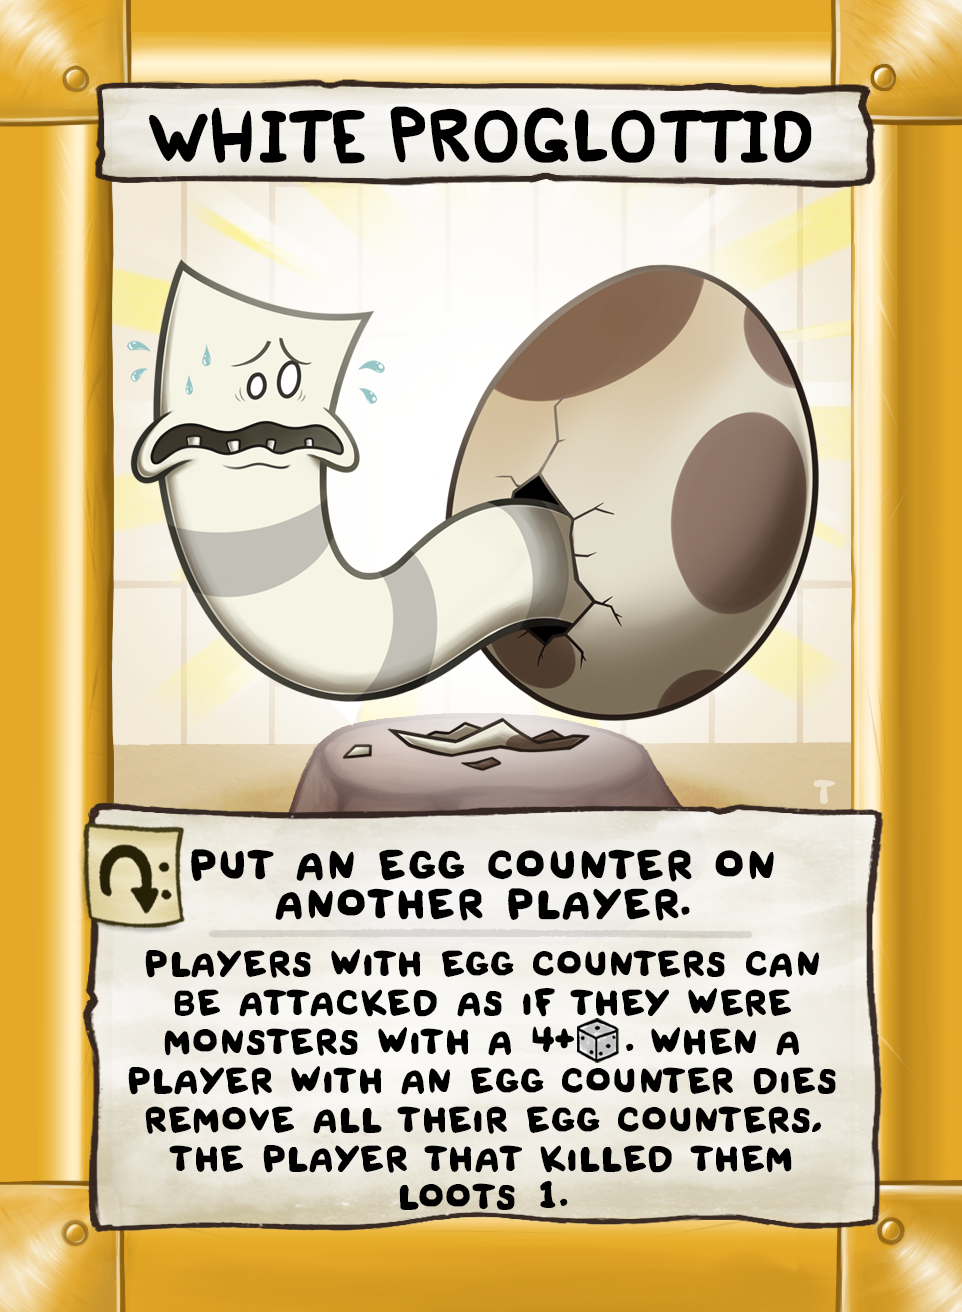 WHITE PROGLOTTID
PUT AN EGG COUNTER ON
ANOTHER PLAYER.
PLAYERS WITH EGG COUNTERS CAN
BE ATTACKED AS IF THEY WERE
MONSTERS WITH A 4+. WHEN A
PLAYER WITH AN EGG COUNTER DIES
REMOVE ALL THEIR EGG COUNTERS.
THE PLAYER THAT KILLED THEM
LOOTS 1.